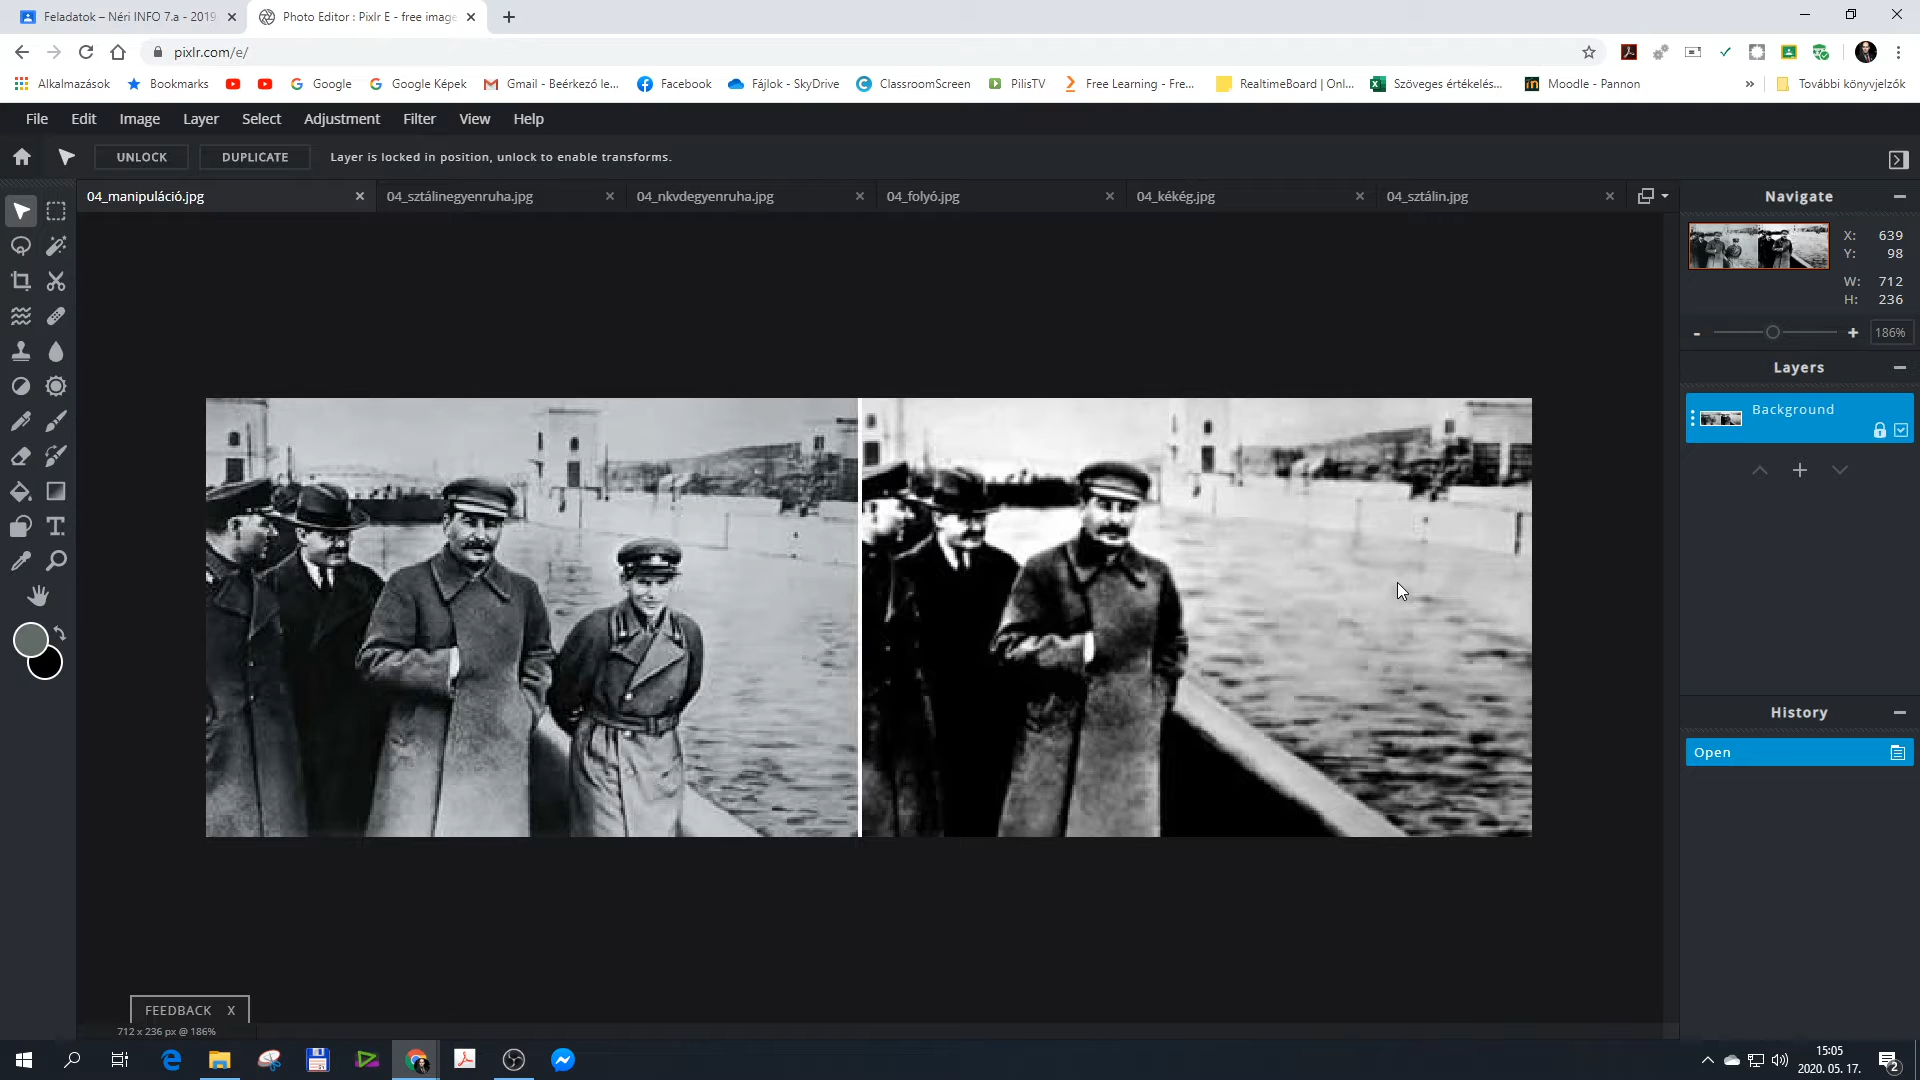 Feladatok – Néri INFO 7.a - 2019
Photo Editor : Pixlr E - free image
pixlr.com/e/
Alkalmazások
Bookmarks
Google
Google Képek
Gmail - Beérkező le...
Facebook
Fájlok - SkyDrive
ClassroomScreen
PilisTV
Free Learning - Fre...
RealtimeBoard | Onl...
Szöveges értékelés...
Moodle - Pannon
»
További könyvjelzők
File
Edit
Image
Layer
Select
Adjustment
Filter
View
Help
UNLOCK
DUPLICATE
Layer is locked in position, unlock to enable transforms.
04_manipuláció.jpg
04_sztálinegyenruha.jpg
04_nkvdegyenruha.jpg
04_folyó.jpg
04_kékég.jpg
04_sztálin.jpg
Navigate
X: 639
Y: 98
W: 712
H: 236
- + 186%
Layers
Background
History
Open
FEEDBACK X
712 x 236 px @ 186%
15:05
2020. 05. 17.
2